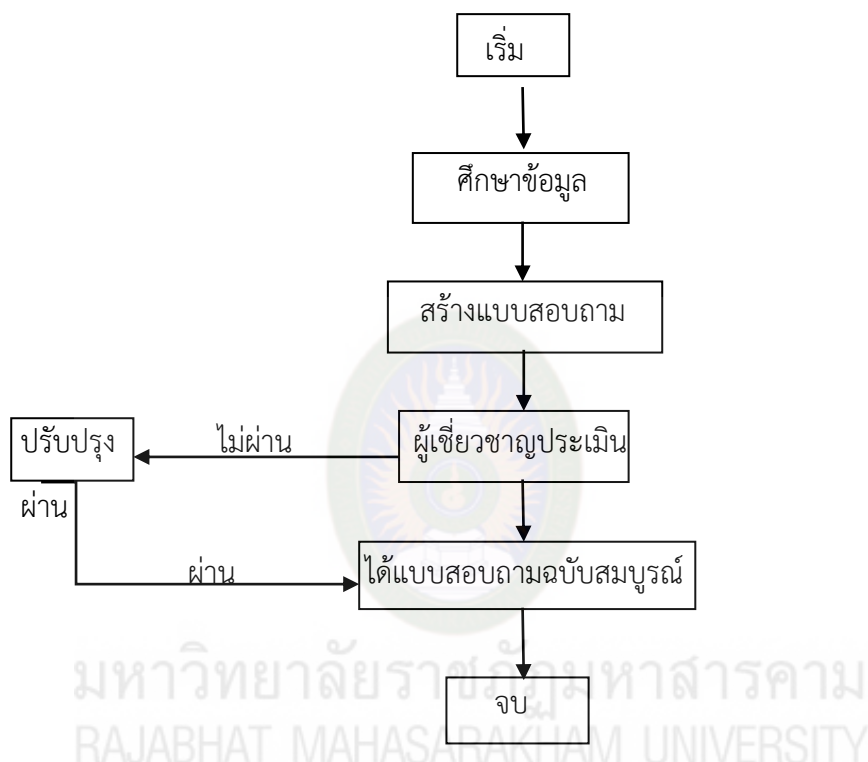 เริ่ม
ศึกษาข้อมูล
สร้างแบบสอบถาม
ปรับปรุง
ไม่ผ่าน
ผู้เชี่ยวชาญประเมิน
ผ่าน
ผ่าน
ได้แบบสอบถามฉบับสมบูรณ์
มหาวิทยาลัยราชภัฏมหาสารคาม
จบ
RAJABHAT MAHASARAKHAM UNIVERSITY